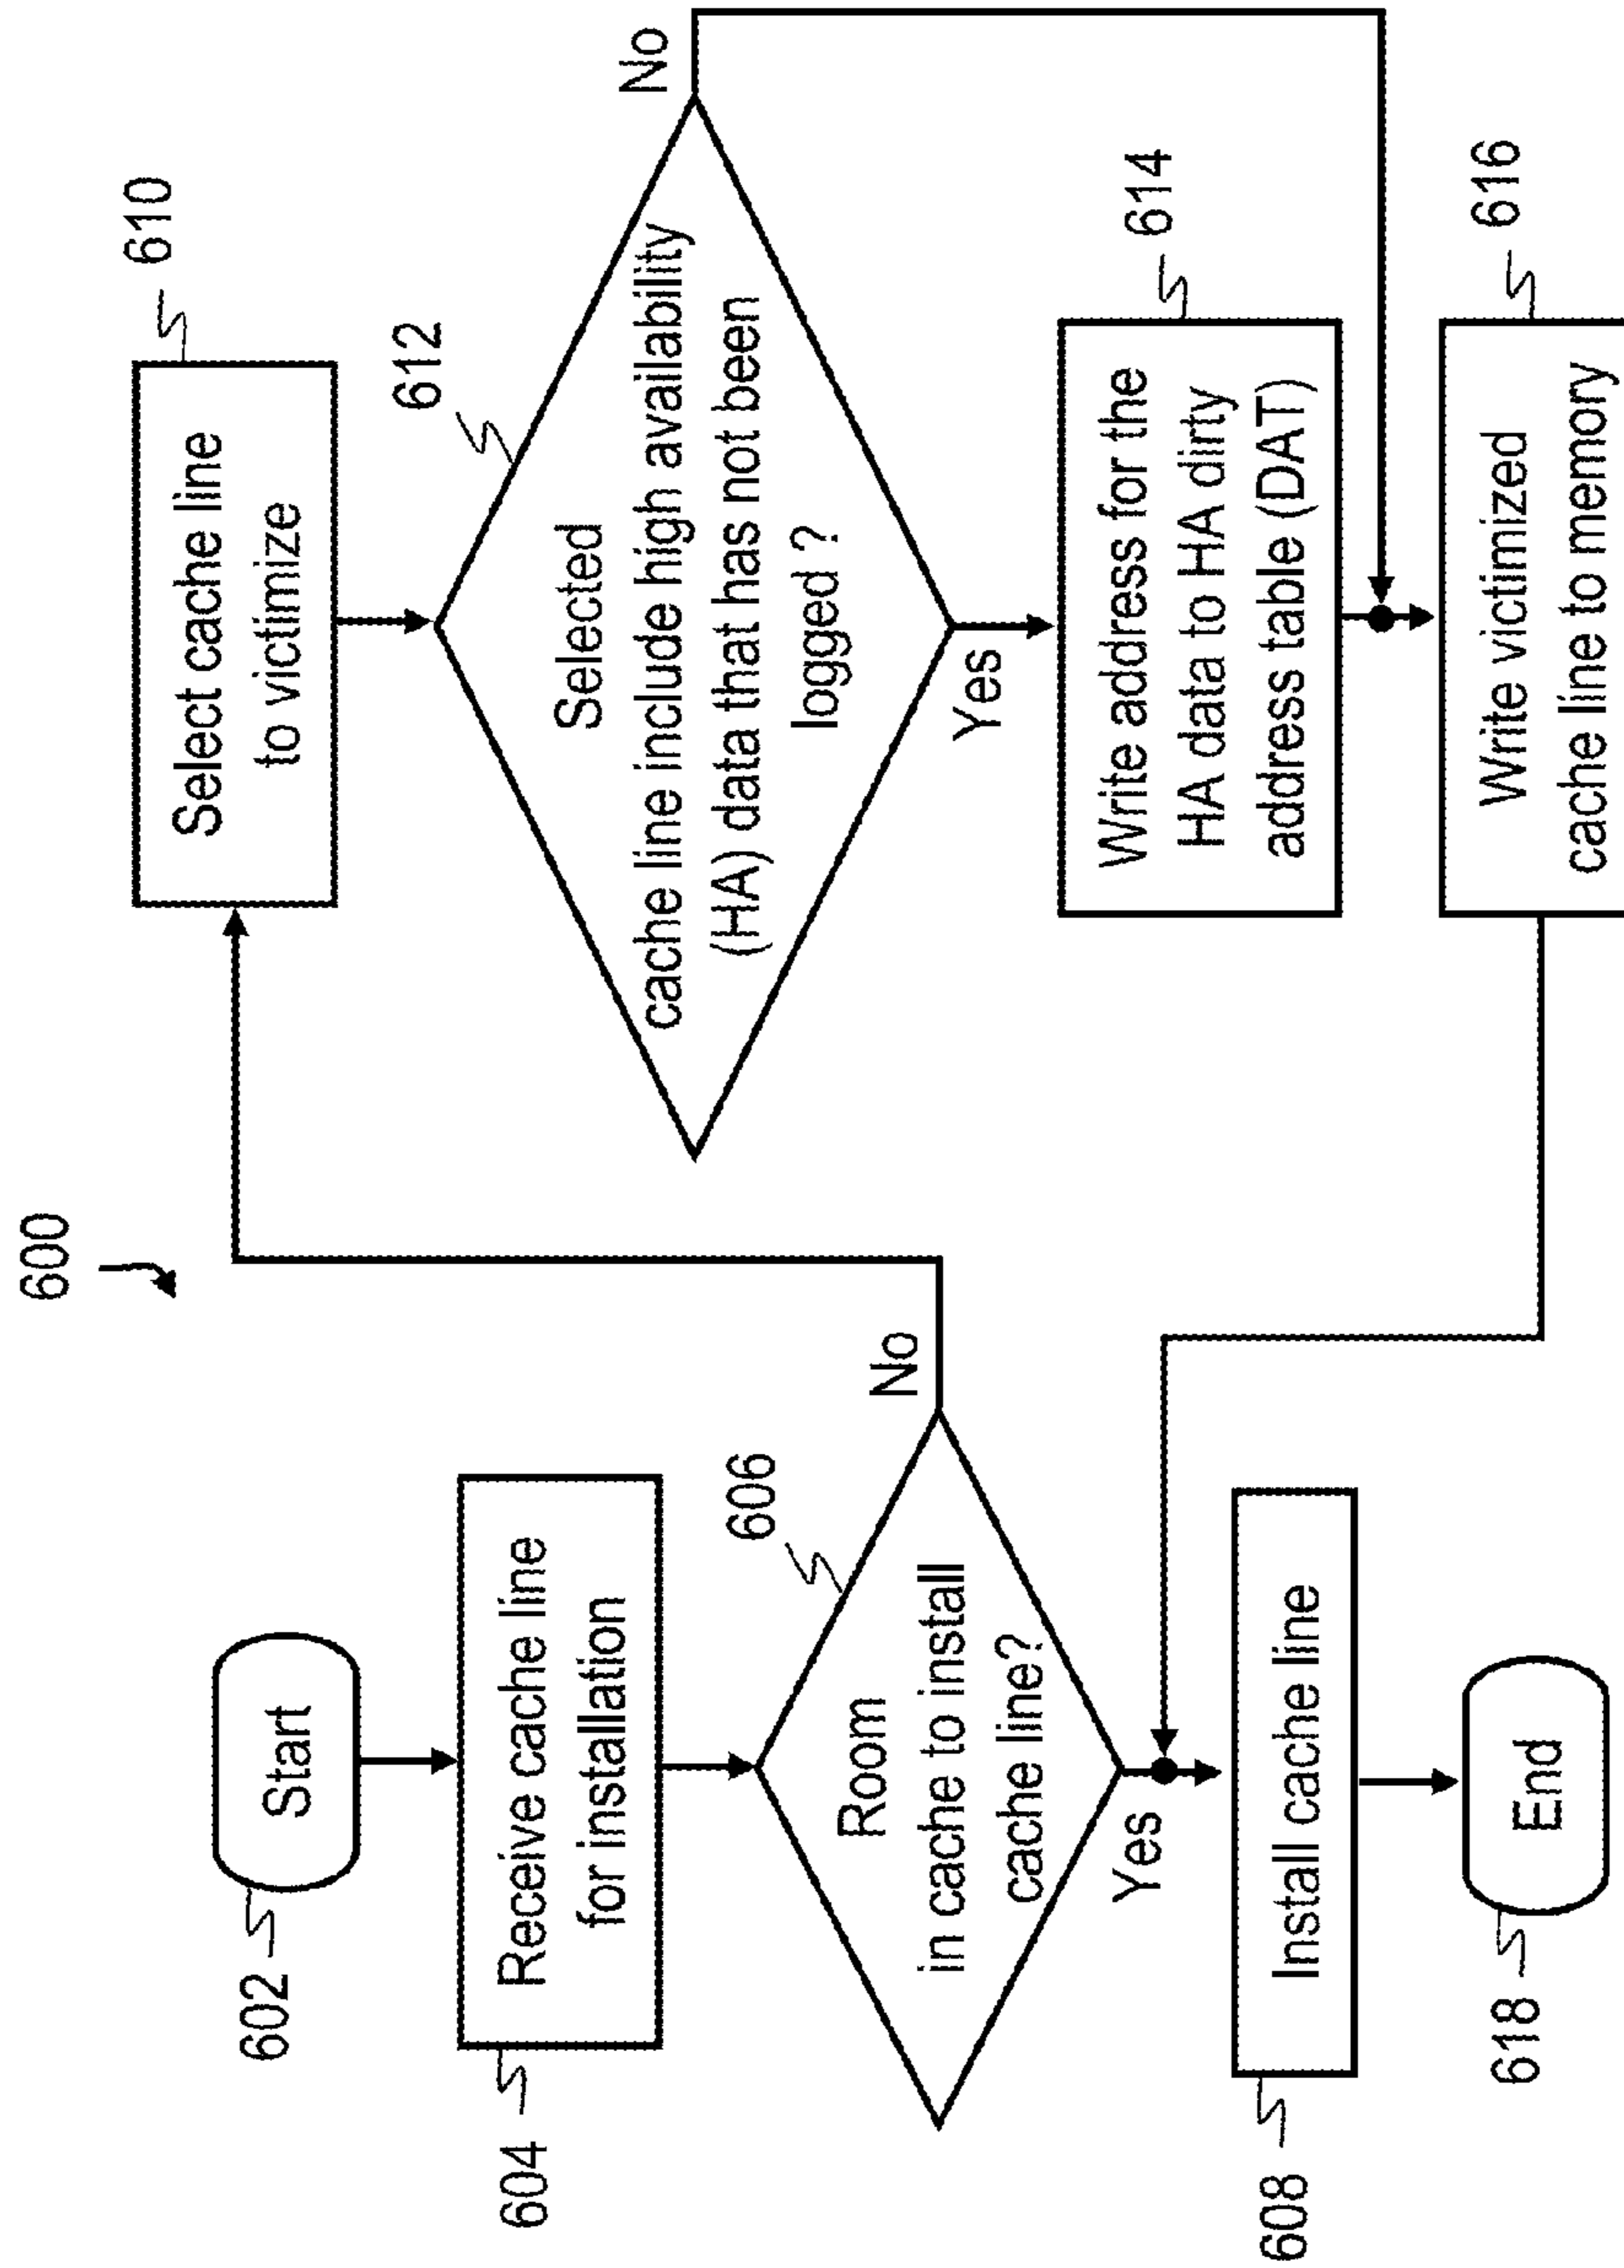 600
602
Start
604
Receive cache line
for installation
606
Room
in cache to install
cache line?
No
Yes
608
Install cache line
618
End
610
Select cache line
to victimize
612
Selected
cache line include high availability
(HA) data that has not been
logged ?
No
Yes
614
Write address for the
HA data to HA dirty
address table (DAT)
616
Write victimized
cache line to memory